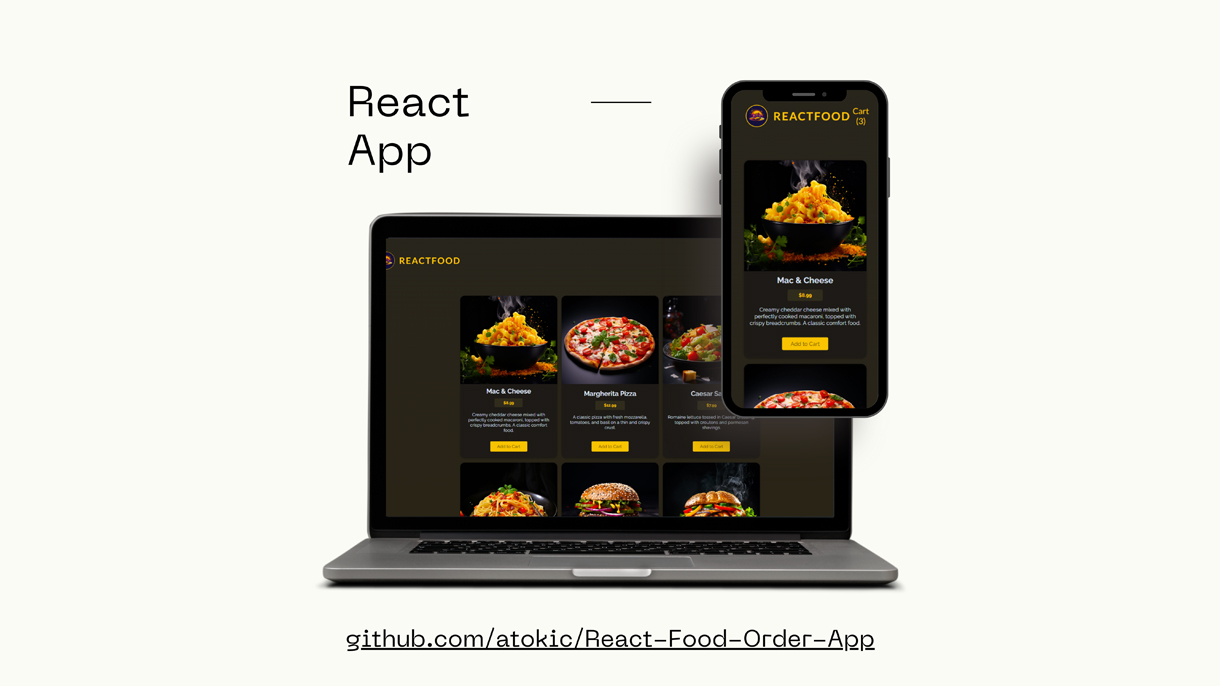 React
App
REACTFOOD
Cart
(3)
Mac & Cheese
$8.99
Creamy cheddar cheese mixed with
perfectly cooked macaroni, topped with
crispy breadcrumbs. A classic comfort food.
Add to Cart
REACTFOOD
Mac & Cheese
$8.99
Creamy cheddar cheese mixed with
perfectly cooked macaroni, topped with
crispy breadcrumbs. A classic comfort
food.
Add to Cart
Margherita Pizza
$12.99
A classic pizza with fresh mozzarella,
tomatoes, and basil on a thin and crispy
crust.
Add to Cart
Caesar Sa
$7.99
Romaine lettuce tossed in Caesar
topped with croutons and parmesan
shavings.
Add to Cart
github.com/atokic/React-Food-Order-App